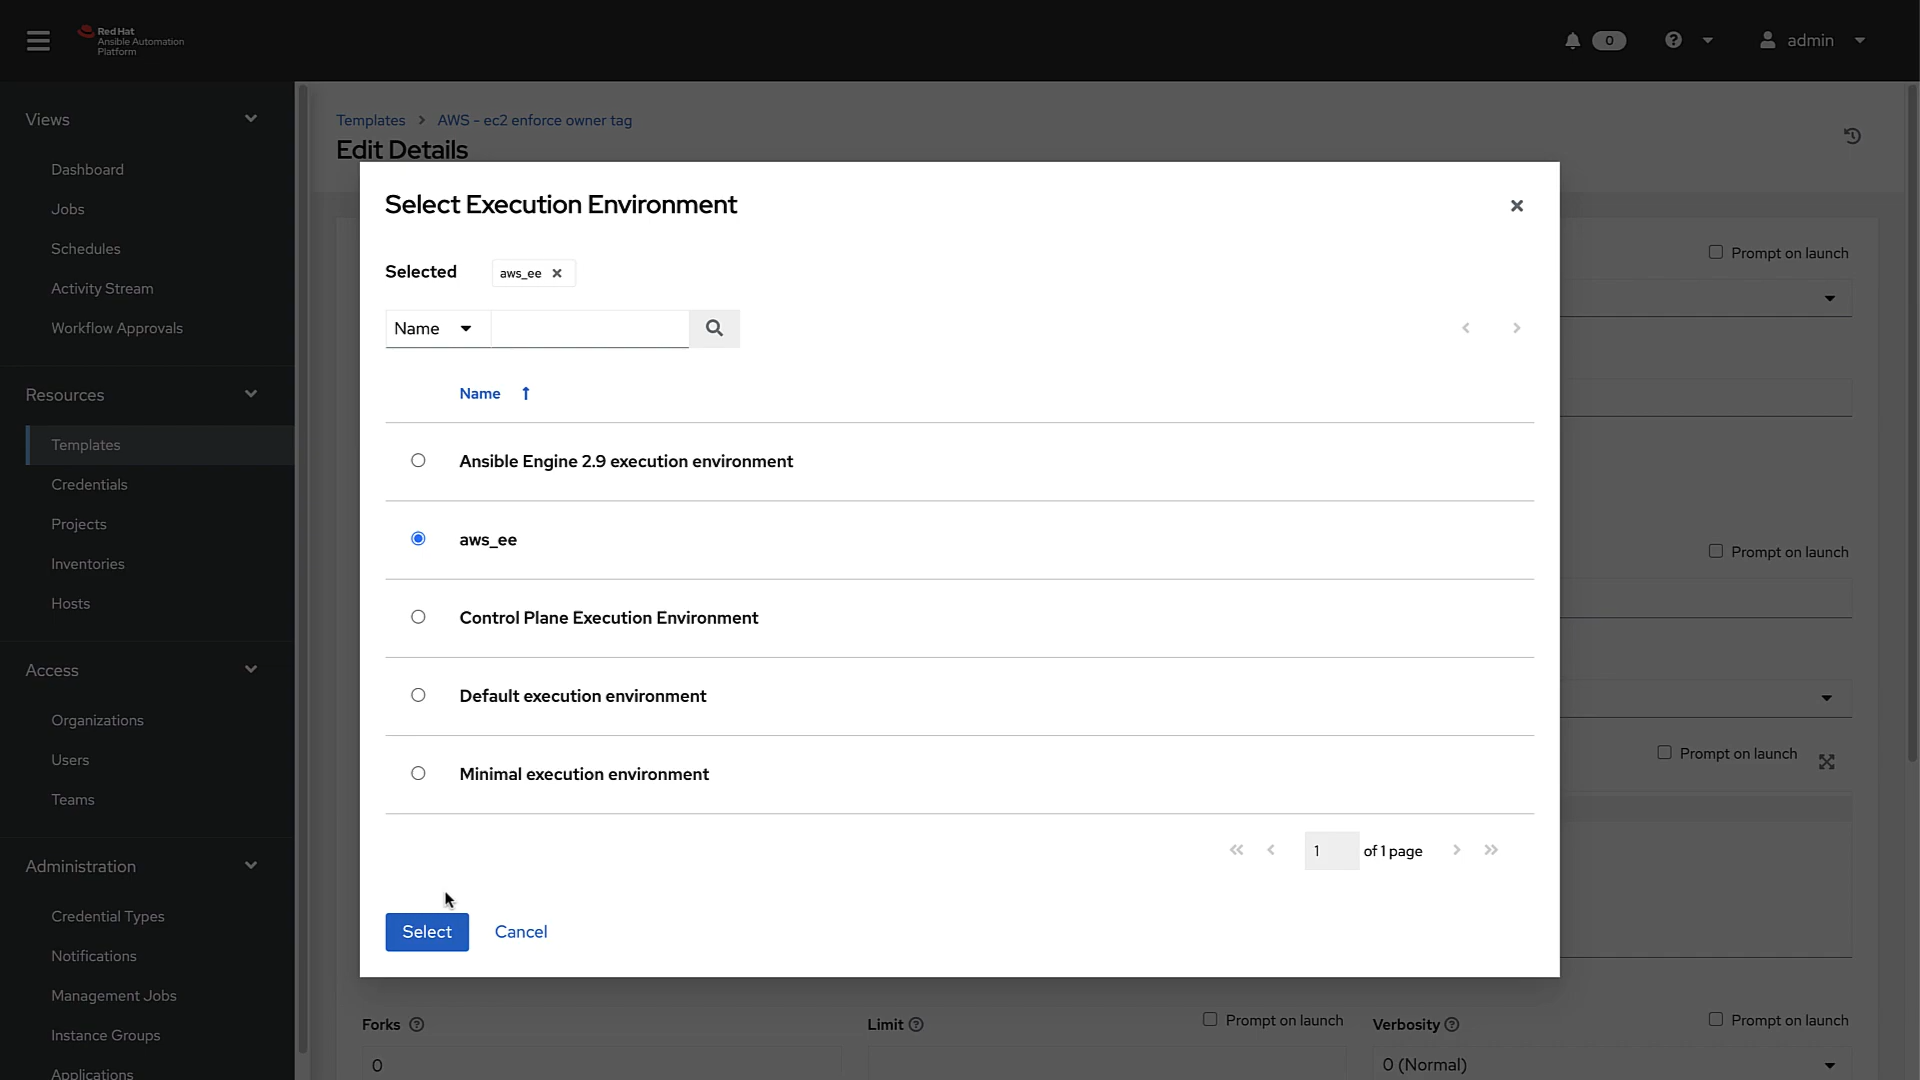 Red Hat
Ansible Automation
Platform
0
admin
Views
Dashboard
Jobs
Schedules
Activity Stream
Workflow Approvals
Resources
Templates
Credentials
Projects
Inventories
Hosts
Access
Organizations
Users
Teams
Administration
Credential Types
Notifications
Management Jobs
Instance Groups
Applications
Templates > AWS - ec2 enforce owner tag
Edit Details
Prompt on launch
Prompt on launch
Prompt on launch
Select Execution Environment
Selected aws_ee
Name
Name
Ansible Engine 2.9 execution environment
aws_ee
Control Plane Execution Environment
Default execution environment
Minimal execution environment
1 of 1 page
Select Cancel
Forks
0
Limit
Prompt on launch
Verbosity
Prompt on launch
0 (Normal)